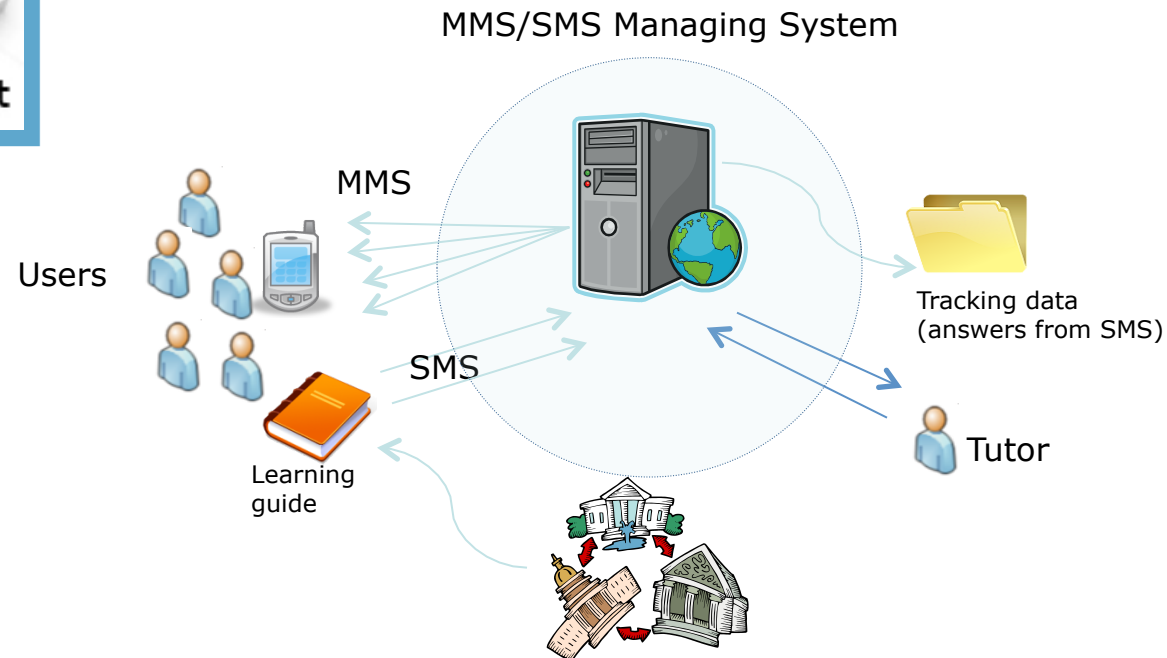 MMS/SMS Managing System
t
MMS
Users
Tracking data
(answers from SMS)
SMS
Tutor
Learning
guide